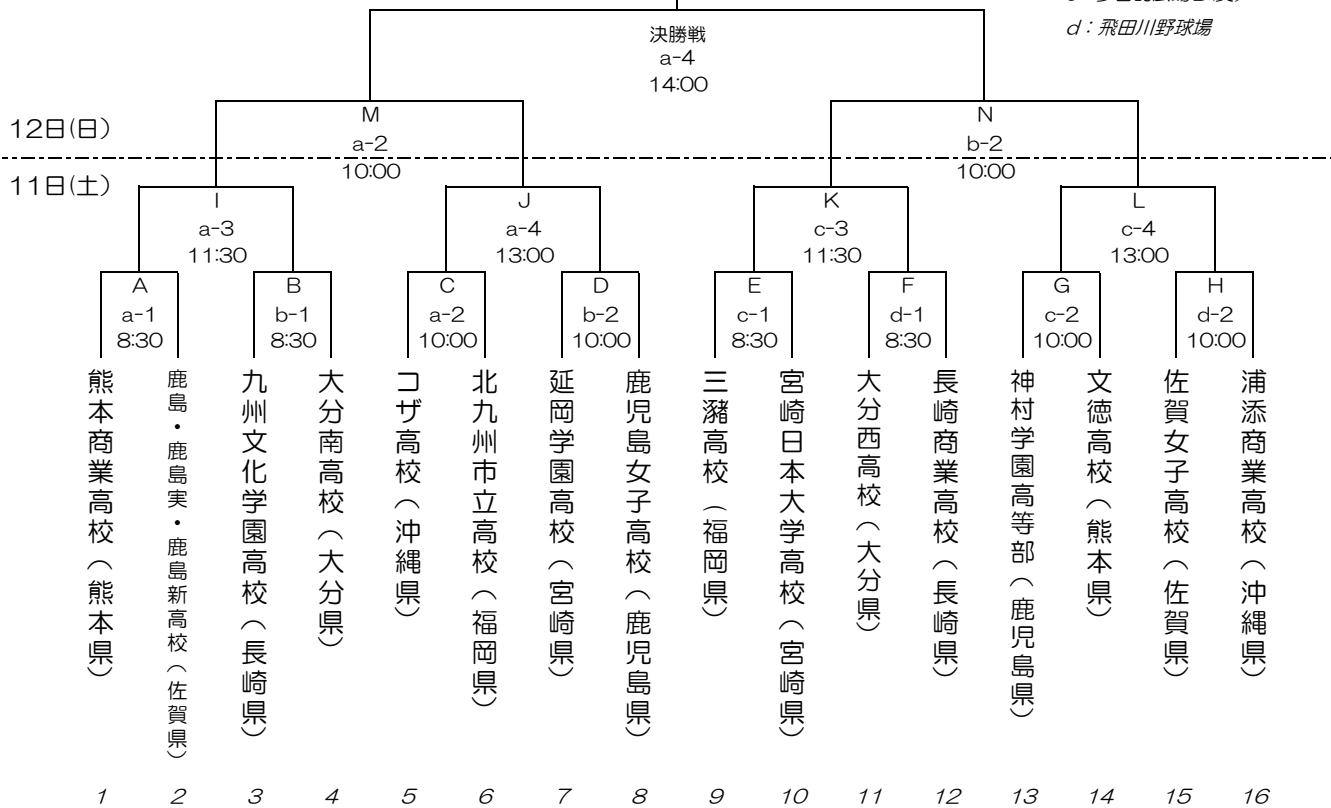 d：飛田川野球場
決勝戦
a-4
14:00
M
N
12日(日)
a-2
b-2
10:00
10:00
11日(土)
I
J
K
L
a-3
a-4
c-3
c-4
11:30
13:00
11:30
13:00
A
B
C
D
E
F
G
H
a-1
b-1
a-2
b-2
c-1
d-1
c-2
d-2
8:30
8:30
10:00
10:00
8:30
8:30
10:00
10:00
熊本商業高校（熊本県）
鹿島・鹿島実・鹿島新高校（佐賀県）
九州文化学園高校（長崎県）
大分南高校（大分県）
コザ高校（沖縄県）
北九州市立高校（福岡県）
延岡学園高校（宮崎県）
鹿児島女子高校（鹿児島県）
三潴高校（福岡県）
宮崎日本大学高校（宮崎県）
大分西高校（大分県）
長崎商業高校（長崎県）
神村学園高等部（鹿児島県）
文徳高校（熊本県）
佐賀女子高校（佐賀県）
浦添商業高校（沖縄県）
1 2 3 4 5 6 7 8 9 10 11 12 13 14 15 16